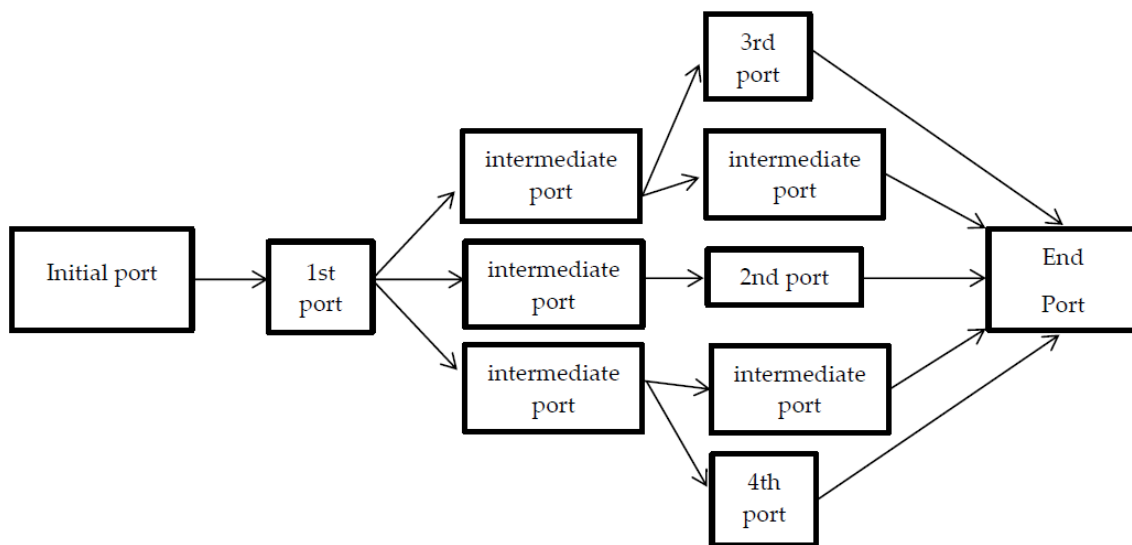 3rd
port
intermediate
port
intermediate
port
Initial port
1st
port
intermediate
port
2nd port
End
Port
intermediate
port
intermediate
port
4th
port